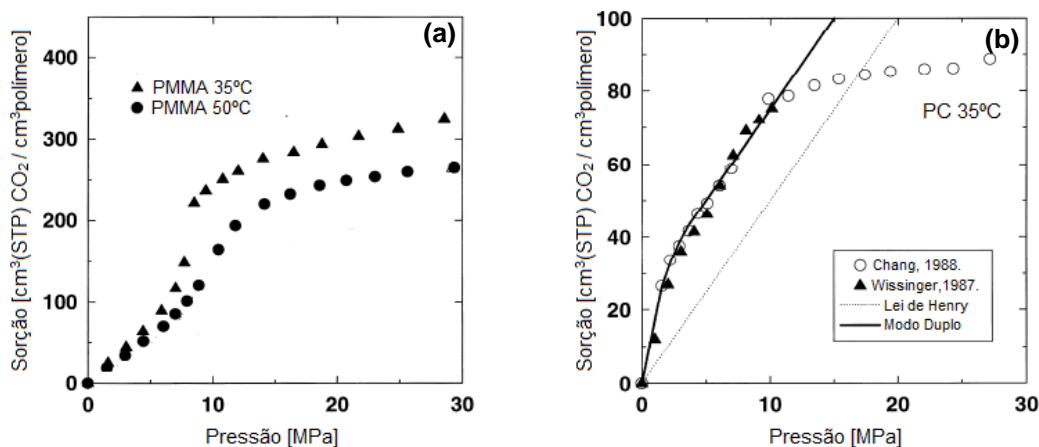 (a)
400
300
200
100
0
Sorção [cm³(STP) CO₂ / cm³polímero]
PMMA 35ºC
PMMA 50ºC
0 10 20 30
Pressão [MPa]
(b)
100
80
60
40
20
0
Sorção [cm³(STP) CO₂ / cm³polímero]
PC 35ºC
Chang, 1988.
Wissinger,1987.
Lei de Henry
Modo Duplo
0 10 20 30
Pressão [MPa]